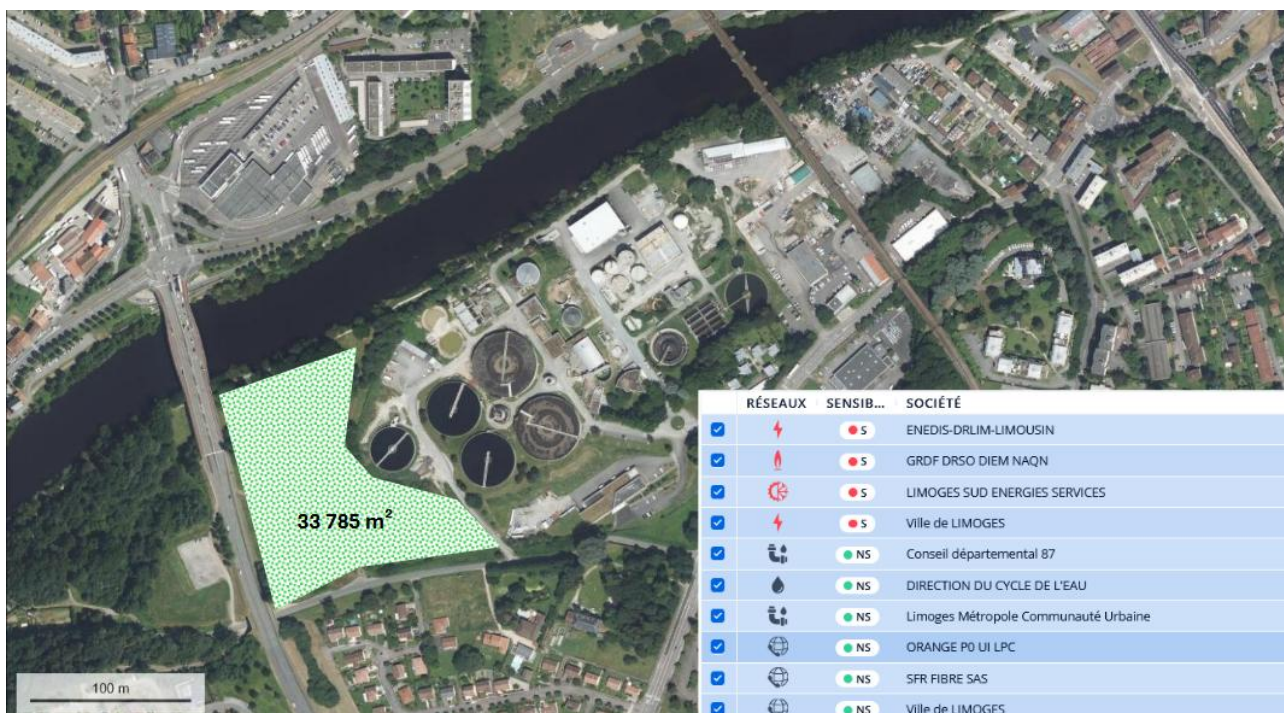 33 785 m²
100 m
RÉSEAUX SENSIB... SOCIÉTÉ
S ENEDIS-DRLIM-LIMOUSIN
S GRDF DRSO DIEM NAQN
S LIMOGES SUD ENERGIES SERVICES
S Ville de LIMOGES
NS Conseil départemental 87
NS DIRECTION DU CYCLE DE L'EAU
NS Limoges Métropole Communauté Urbaine
NS ORANGE P0 UI LPC
NS SFR FIBRE SAS
NS Ville de LIMOGES